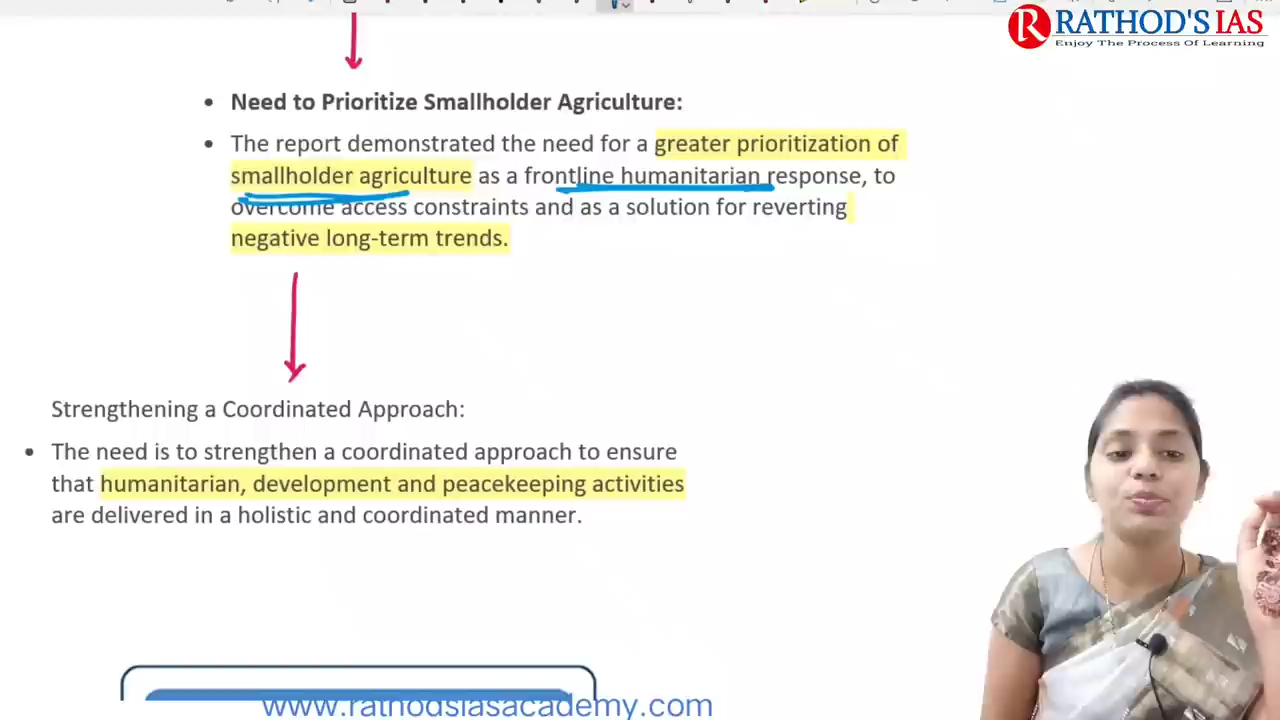 RATHOD'S IAS
Enjoy The Process Of Learning
• Need to Prioritize Smallholder Agriculture:
• The report demonstrated the need for a greater prioritization of
smallholder agriculture as a frontline humanitarian response, to
overcome access constraints and as a solution for reverting
negative long-term trends.
Strengthening a Coordinated Approach:
• The need is to strengthen a coordinated approach to ensure
that humanitarian, development and peacekeeping activities
are delivered in a holistic and coordinated manner.
www.rathodsiasacademy.com